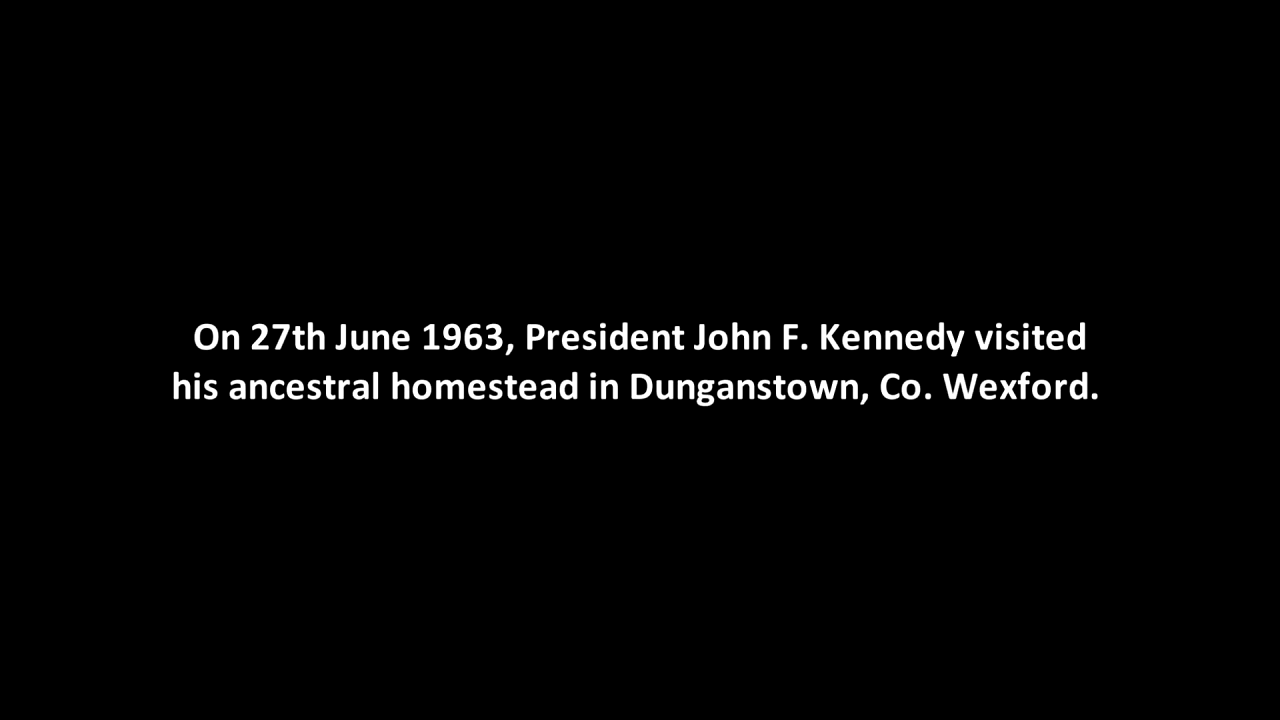 On 27th June 1963, President John F. Kennedy visited
his ancestral homestead in Dunganstown, Co. Wexford.